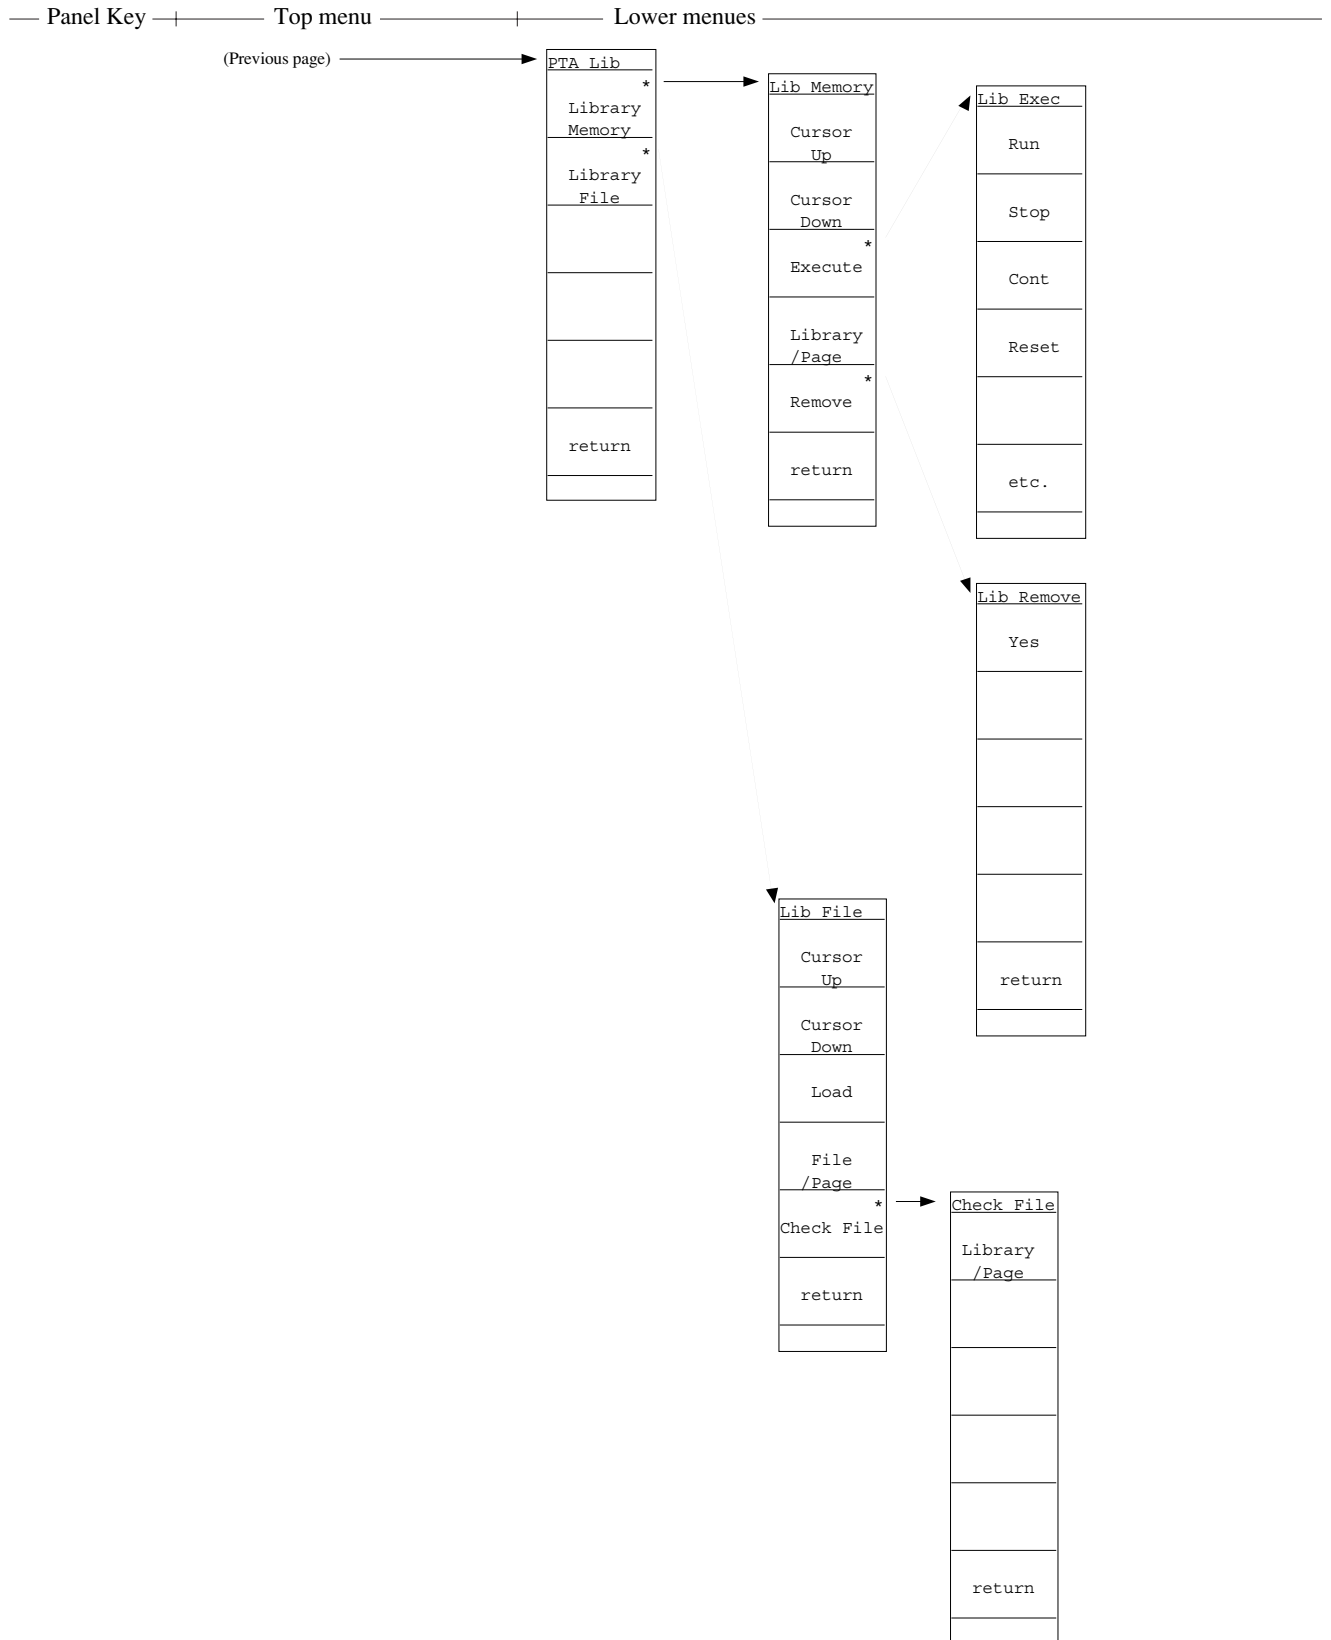 Panel Key
Top menu
Lower menues
(Previous page)
PTA Lib
*
Library
Memory
*
Library
File
return
Lib Memory
Cursor
Up
Cursor
Down
*
Execute
Library
/Page
*
Remove
return
Lib Exec
Run
Stop
Cont
Reset
etc.
Lib Remove
Yes
return
Lib File
Cursor
Up
Cursor
Down
Load
File
/Page
*
Check File
return
Check File
Library
/Page
return